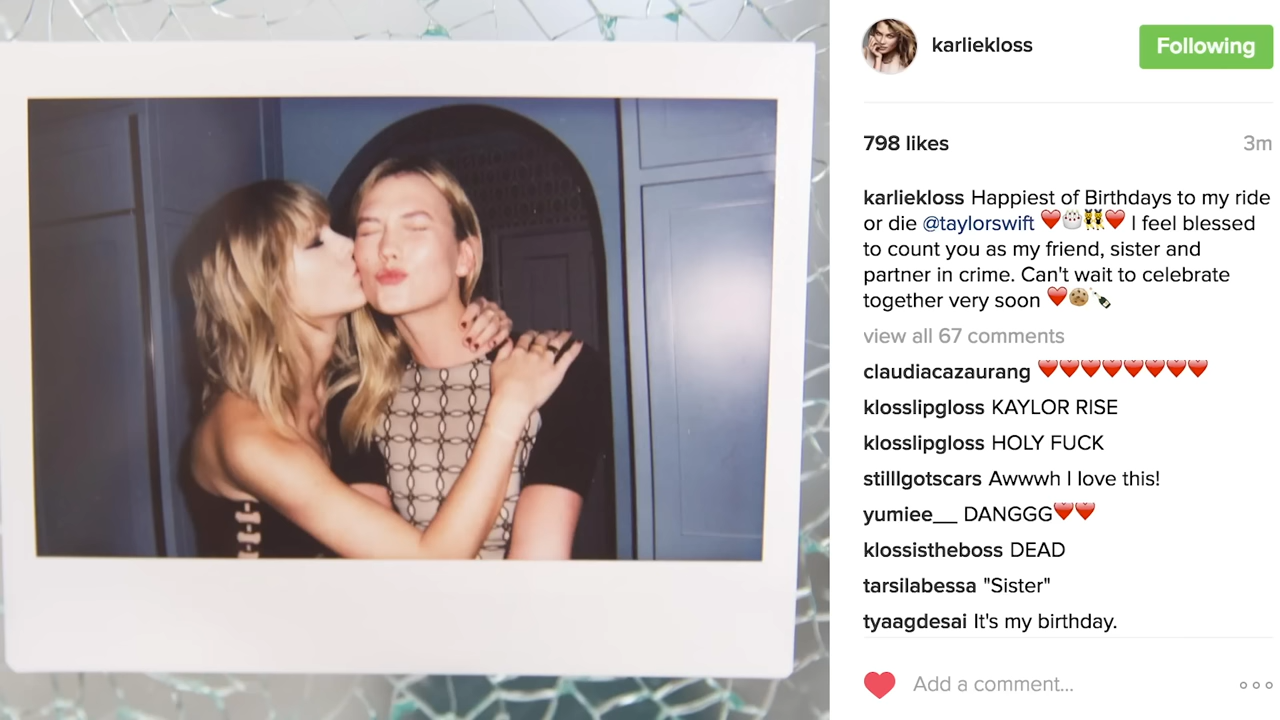 karliekloss
Following
798 likes
3m
karliekloss Happiest of Birthdays to my ride
or die @taylorswift ❤️🎂👯❤️ I feel blessed
to count you as my friend, sister and
partner in crime. Can't wait to celebrate
together very soon ❤️🍪🍾
view all 67 comments
claudiacazaurang ❤️❤️❤️❤️❤️❤️❤️❤️
klosslipgloss KAYLOR RISE
klosslipgloss HOLY FUCK
stilllgotscars Awwwh I love this!
yumiee__ DANGGG❤️❤️
klossistheboss DEAD
tarsilabessa "Sister"
tyaagdesai It's my birthday.
Add a comment...